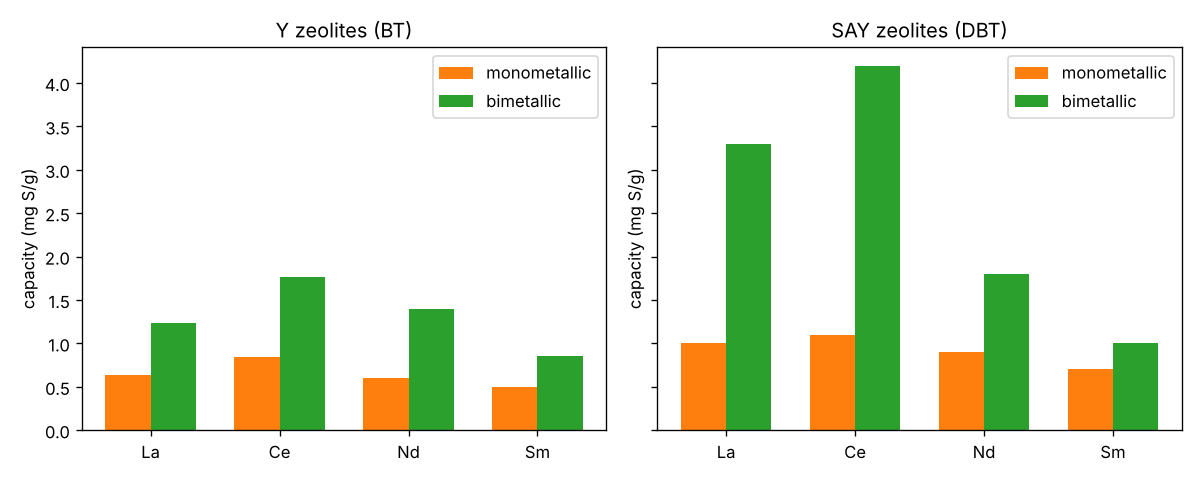 Y zeolites (BT)
monometallic
bimetallic
capacity (mg S/g)
4.0
3.5
3.0
2.5
2.0
1.5
1.0
0.5
0.0
La Ce Nd Sm
SAY zeolites (DBT)
monometallic
bimetallic
capacity (mg S/g)
La Ce Nd Sm